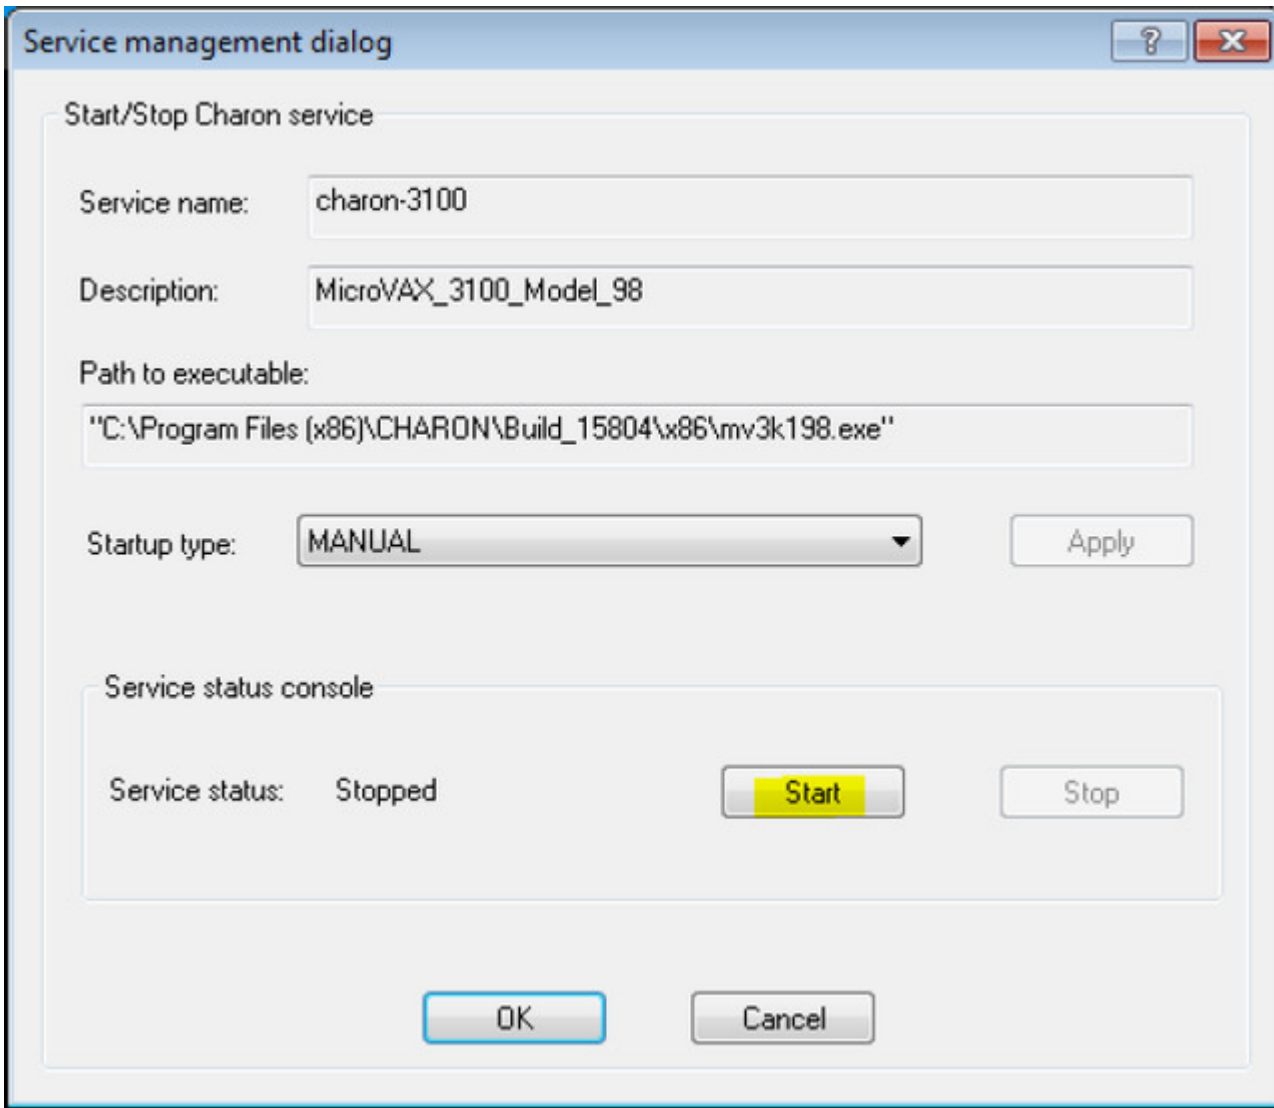 Service management dialog
?
Start/Stop Charon service
Service name: charon-3100
Description: MicroVAX_3100_Model_98
Path to executable:
"C:\Program Files (x86)\CHARON\Build_15804\x86\mv3k198.exe"
Startup type: MANUAL Apply
Service status console
Service status: Stopped Start Stop
OK Cancel